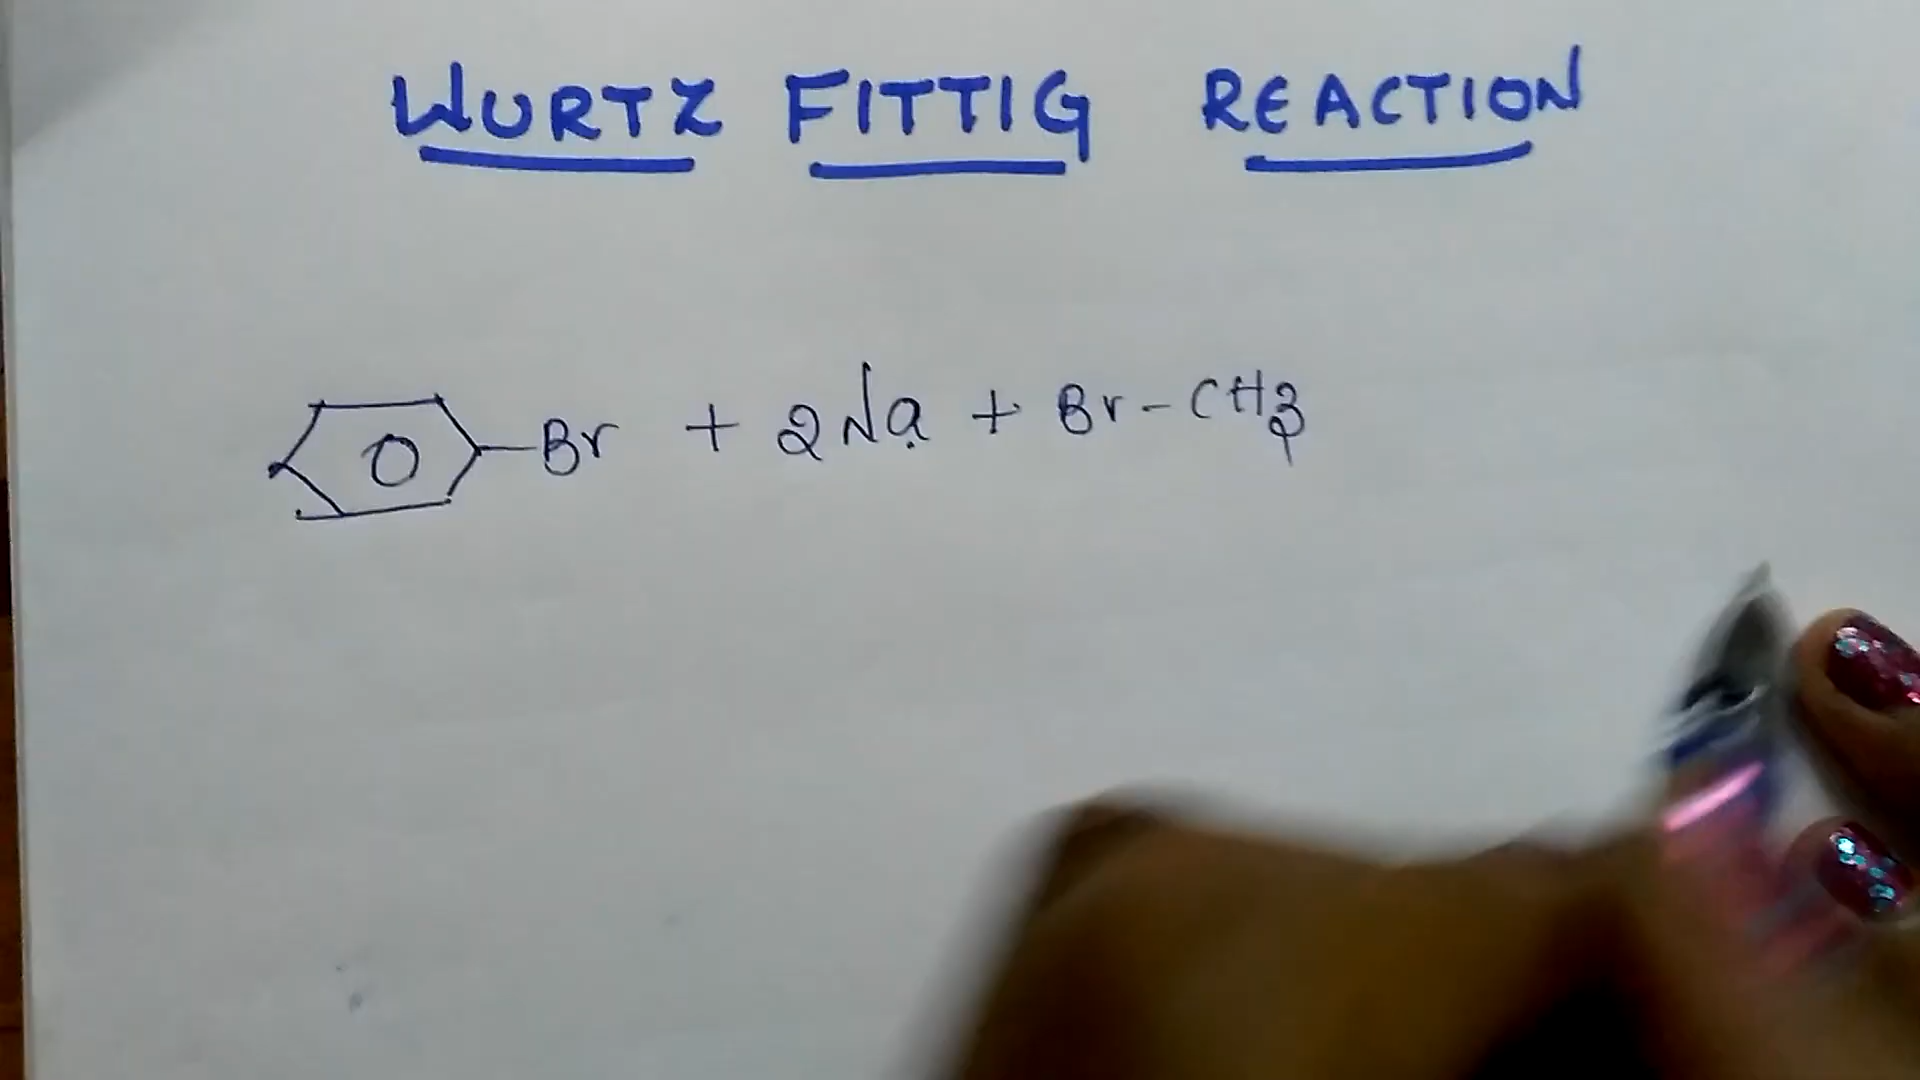 WURTZ FITTIG REACTION
Br + 2Na + Br-CH3